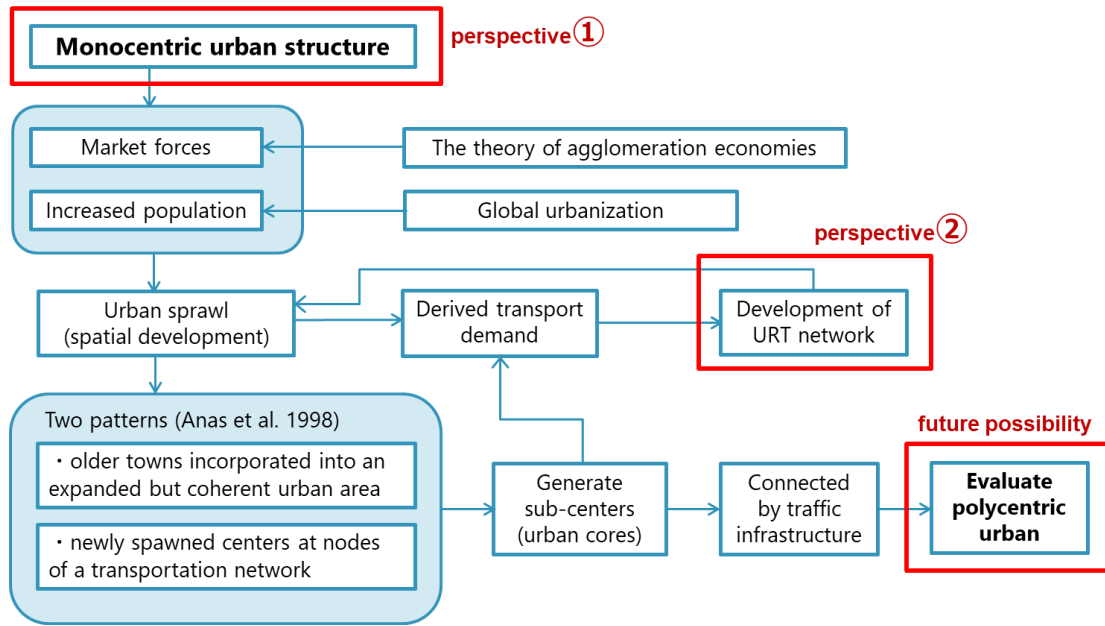 Monocentric urban structure
perspective①
Market forces
The theory of agglomeration economies
Increased population
Global urbanization
perspective②
Urban sprawl
(spatial development)
Derived transport
demand
Development of
URT network
Two patterns (Anas et al. 1998)
・older towns incorporated into an
expanded but coherent urban area
・newly spawned centers at nodes
of a transportation network
Generate
sub-centers
(urban cores)
Connected
by traffic
infrastructure
future possibility
Evaluate
polycentric
urban